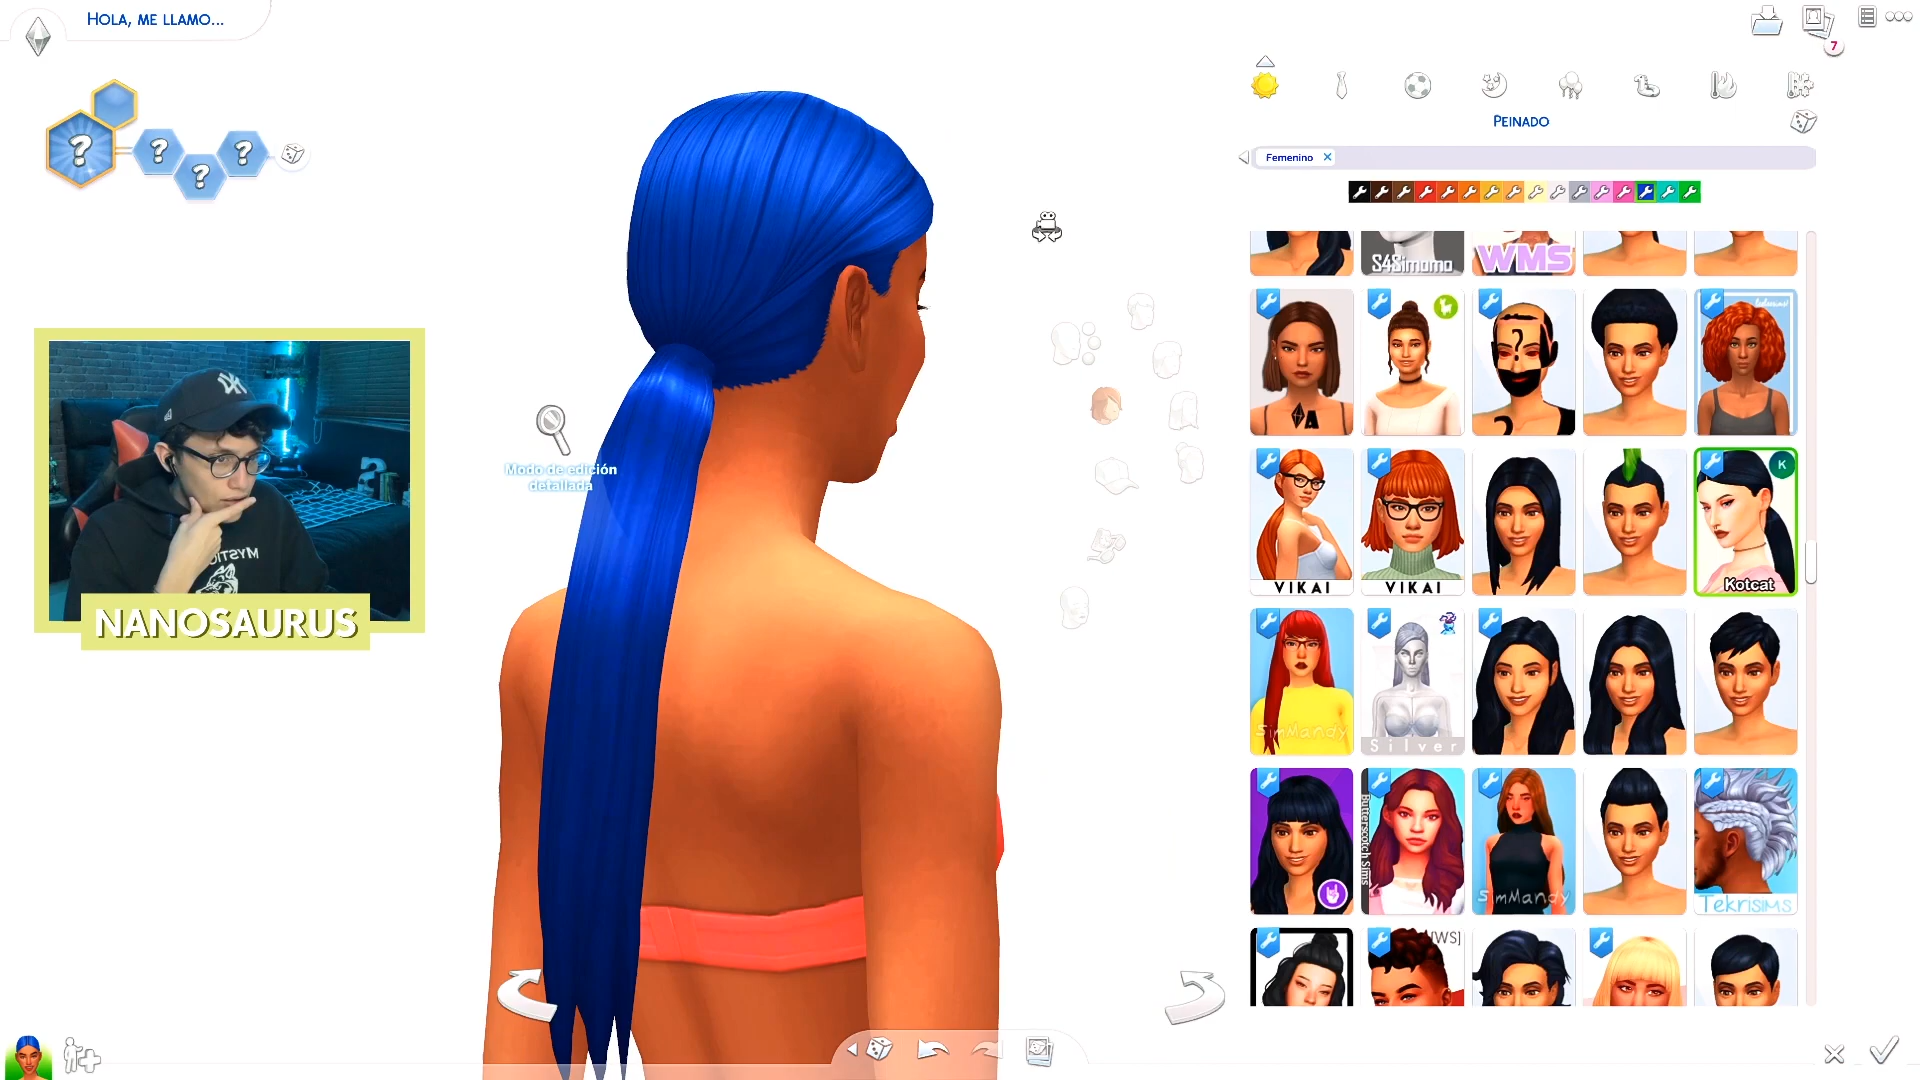 HOLA, ME LLAMO...
7
PEINADO
Femenino
S4Simomo
WMS
Modo de edición
detallada
VIKAI
VIKAI
K
Kotcat
NANOSAURUS
SimMandy
Silver
Butterscotch Sims
SimMandy
Tekrisims
[WS]